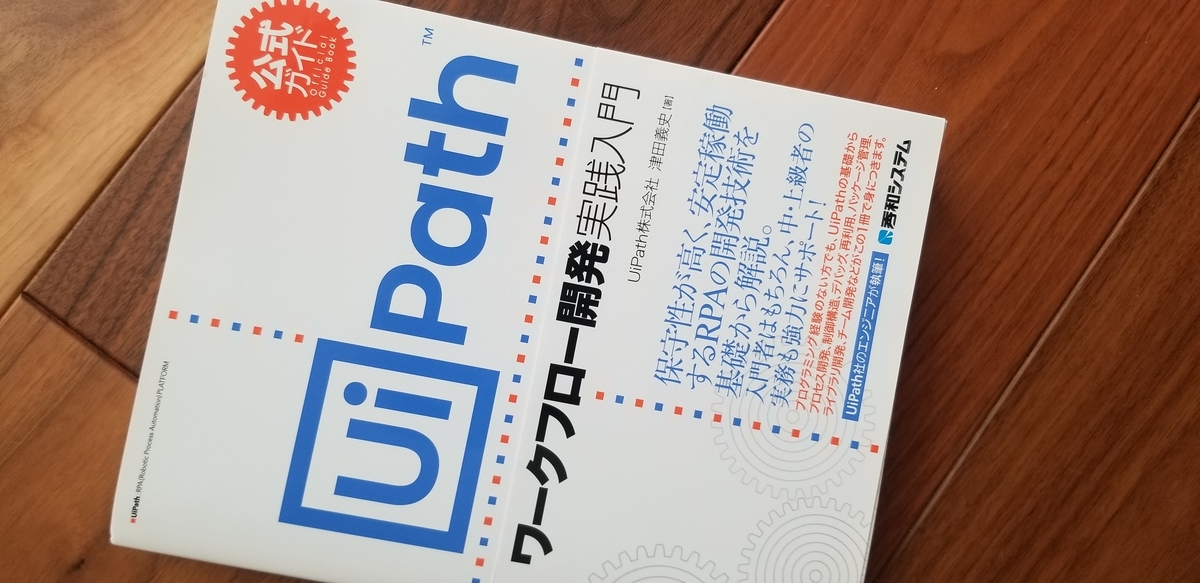 UiPath:RPA(Robotic Process Automation)PLATFORM
公式
ガイド
Official
Guide Book
UiPath™
ワークフロー開発実践入門
UiPath株式会社 津田義史[著]
保守性が高く、安定稼働
するRPAの開発技術を
基礎から解説。
入門者はもちろん、中・上級者の
実務も強力にサポート!
プログラミング経験のない方でも、UiPathの基礎から
プロセス開発、制御構造、デバッグ、再利用、パッケージ管理、
ライブラリ開発、チーム開発などがこの1冊で身につきます。
UiPath社のエンジニアが執筆!
秀和システム